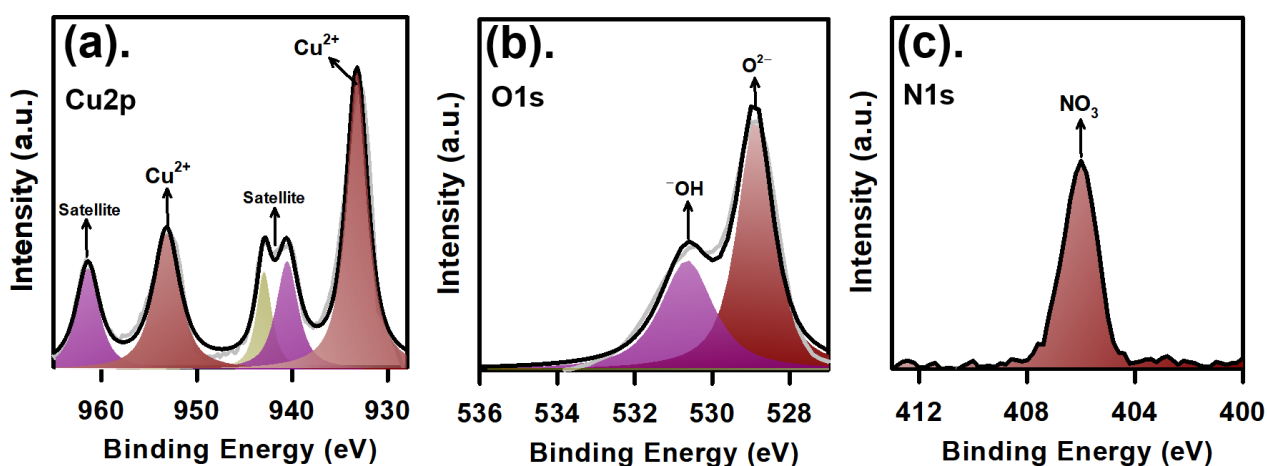 (a).
Cu2p
Satellite
Cu²⁺
Satellite
Cu²⁺
Intensity (a.u.)
960 950 940 930
Binding Energy (eV)
(b).
O1s
⁻OH
O²⁻
Intensity (a.u.)
536 534 532 530 528
Binding Energy (eV)
(c).
N1s
NO₃
Intensity (a.u.)
412 408 404 400
Binding Energy (eV)